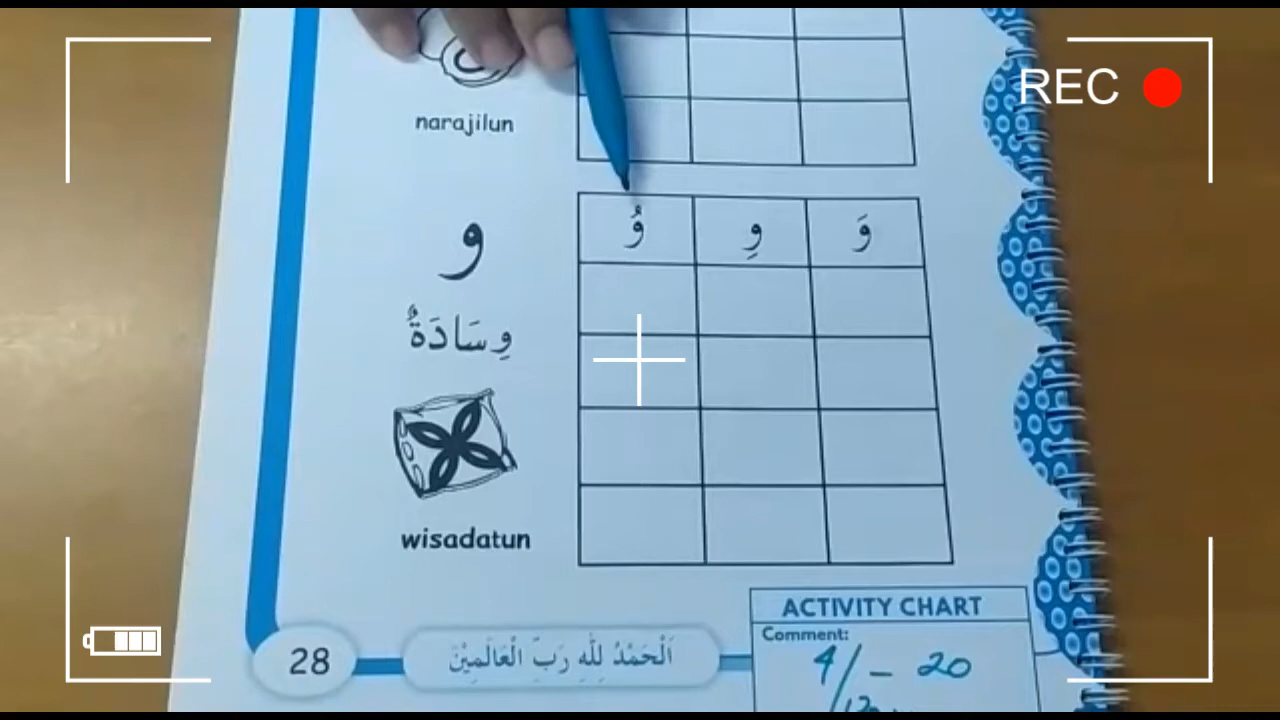 REC
narajilun
وَ وِ وُ
و
وِسَادَةٌ
wisadatun
ACTIVITY CHART
Comment:
4/ - 20
28
اَلْحَمْدُ لِلّٰهِ رَبِّ الْعَالَمِيْنَ